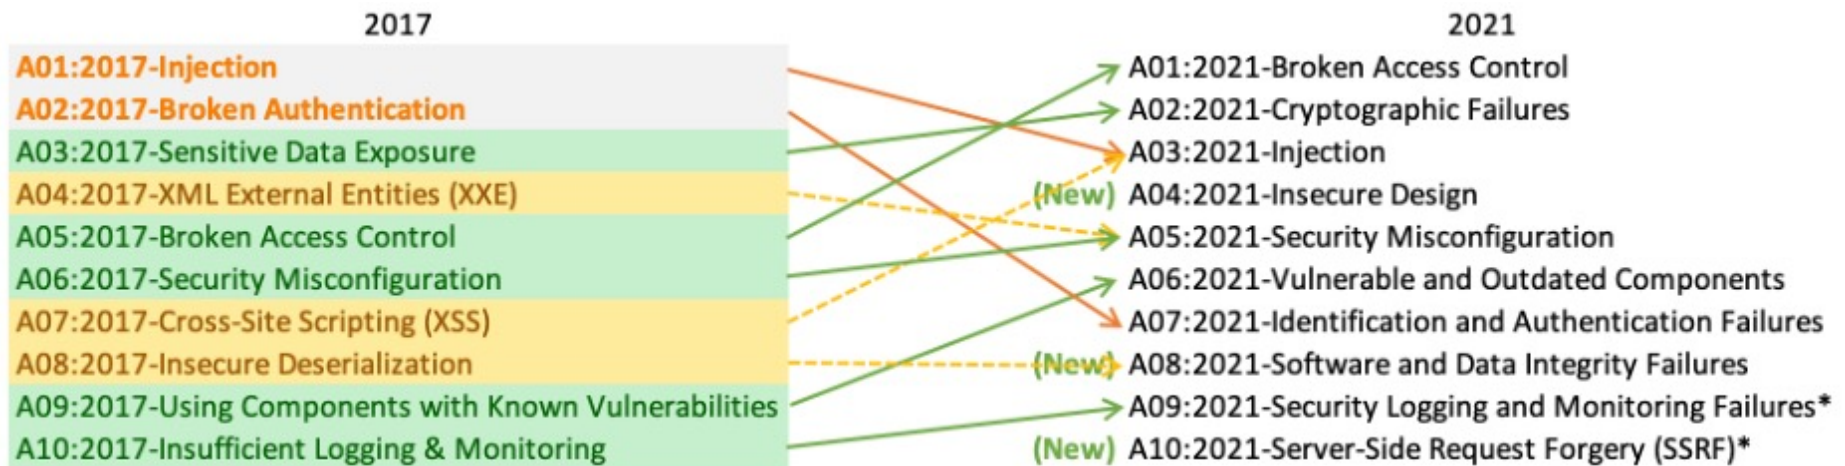 2017
A01:2017-Injection
A02:2017-Broken Authentication
A03:2017-Sensitive Data Exposure
A04:2017-XML External Entities (XXE)
A05:2017-Broken Access Control
A06:2017-Security Misconfiguration
A07:2017-Cross-Site Scripting (XSS)
A08:2017-Insecure Deserialization
A09:2017-Using Components with Known Vulnerabilities
A10:2017-Insufficient Logging & Monitoring
2021
A01:2021-Broken Access Control
A02:2021-Cryptographic Failures
A03:2021-Injection
(New) A04:2021-Insecure Design
A05:2021-Security Misconfiguration
A06:2021-Vulnerable and Outdated Components
A07:2021-Identification and Authentication Failures
(New) A08:2021-Software and Data Integrity Failures
A09:2021-Security Logging and Monitoring Failures*
(New) A10:2021-Server-Side Request Forgery (SSRF)*